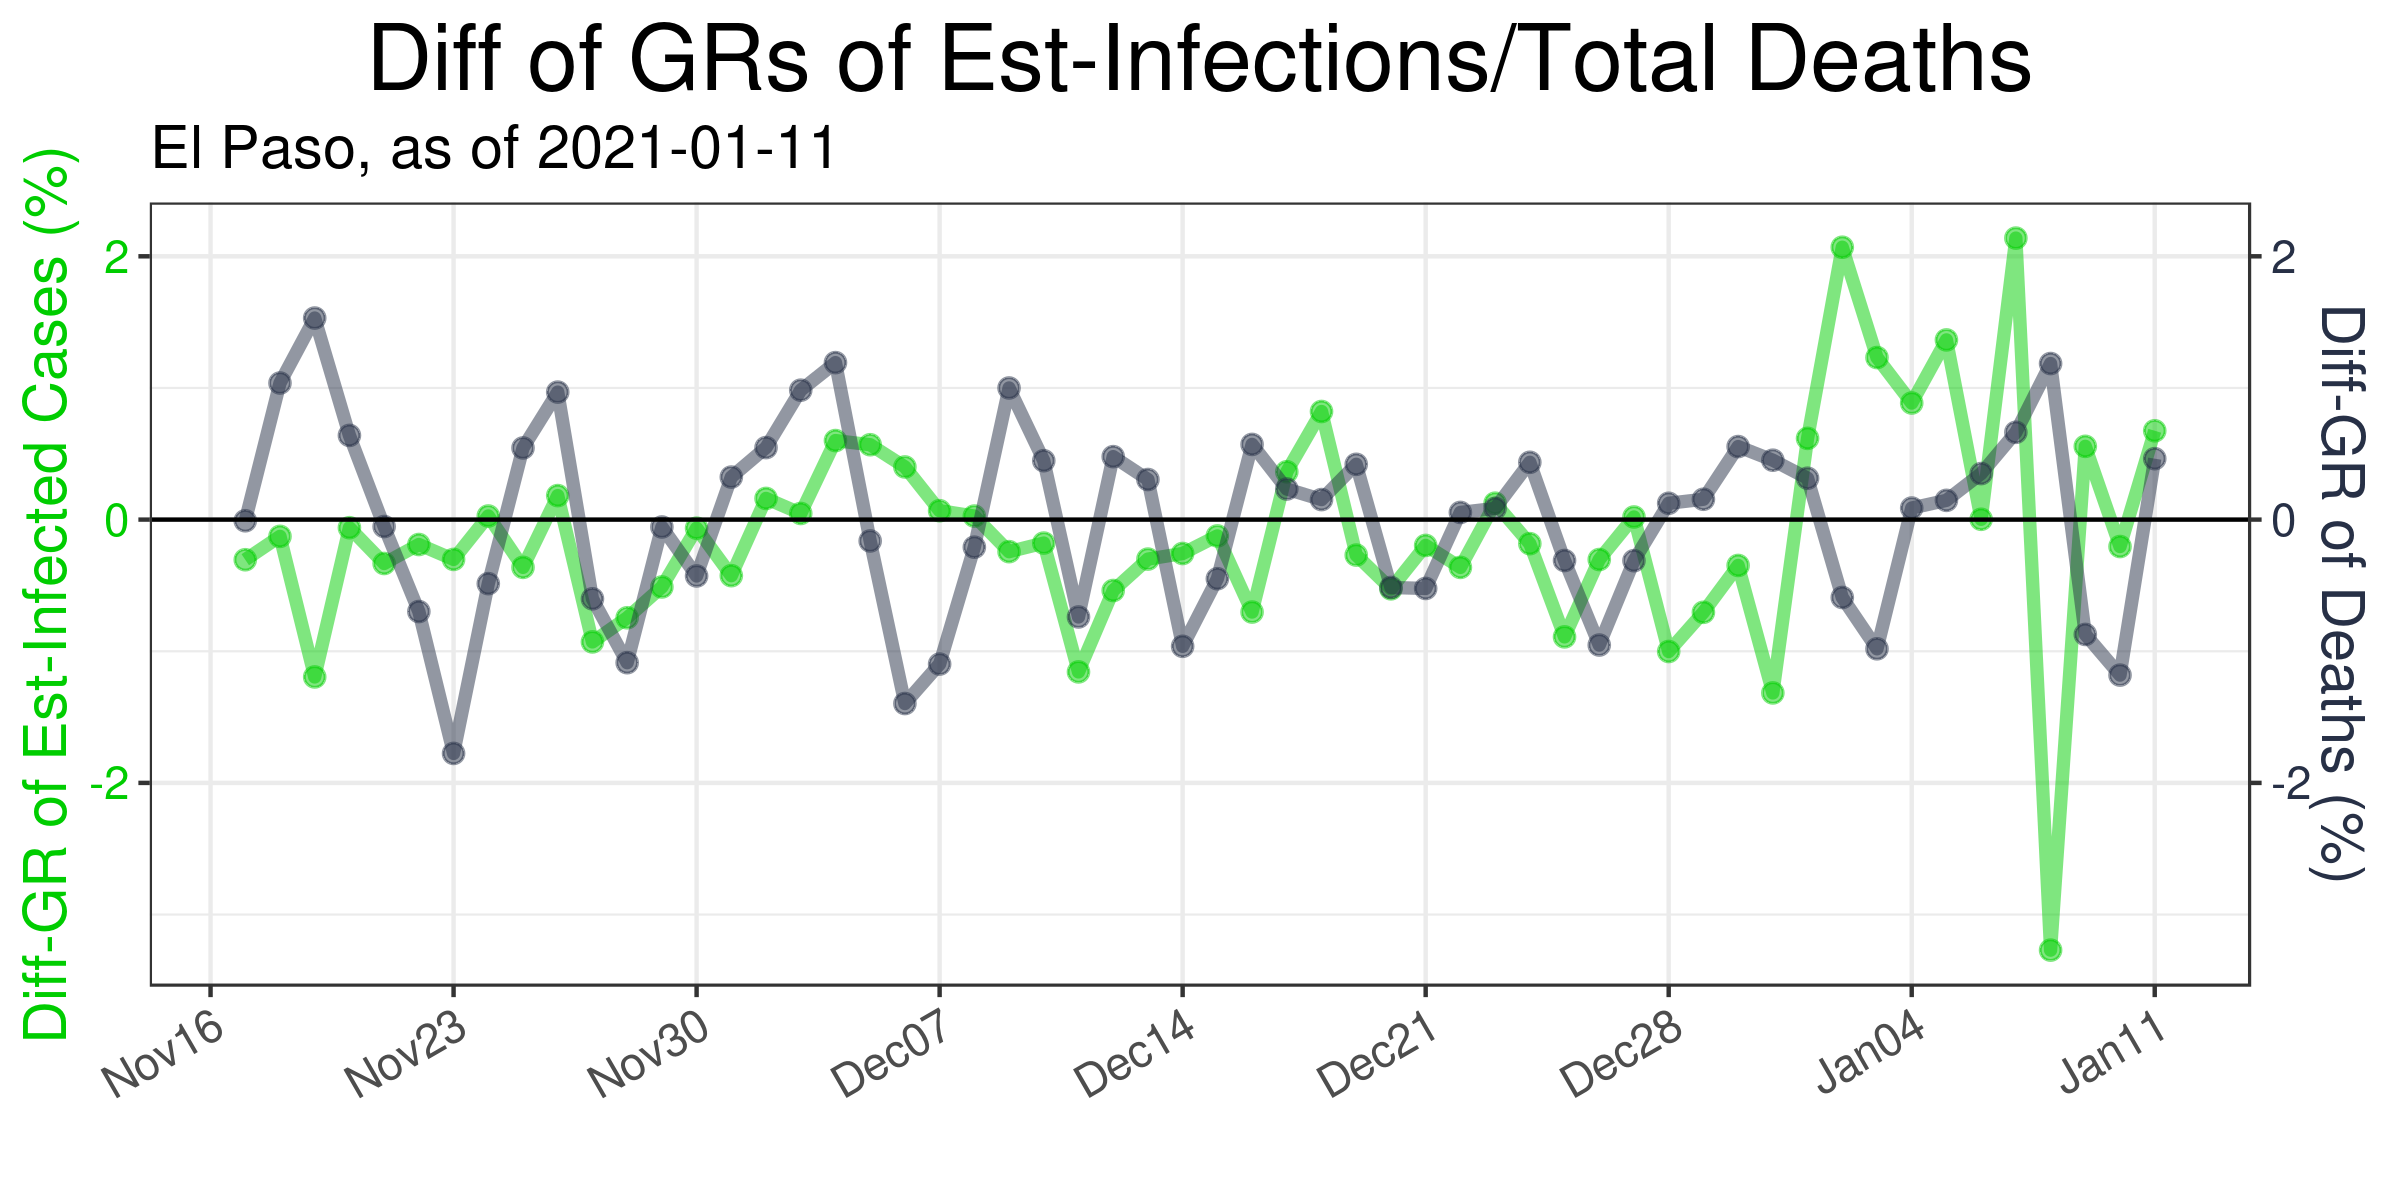 Diff of GRs of Est-Infections/Total Deaths
El Paso, as of 2021-01-11
Diff-GR of Est-Infected Cases (%)
2
0
-2
2
0
-2
Diff-GR of Deaths (%)
Nov16
Nov23
Nov30
Dec07
Dec14
Dec21
Dec28
Jan04
Jan11